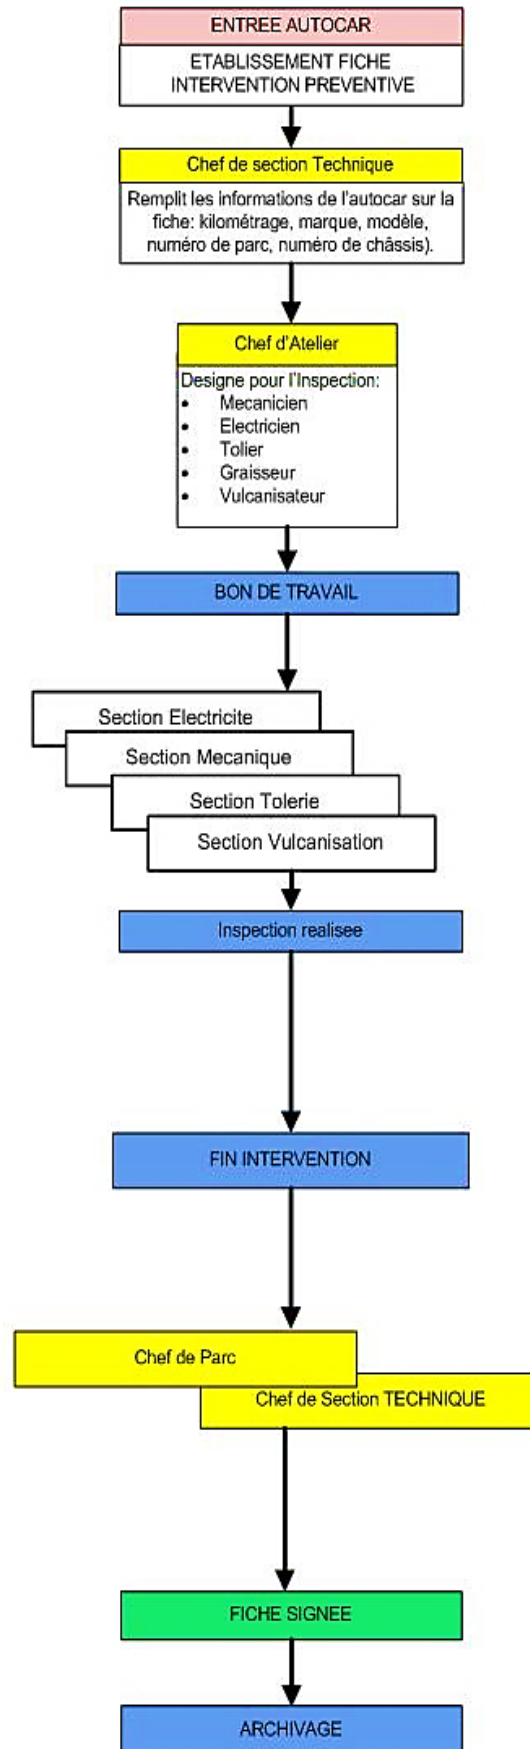 ENTREE AUTOCAR
ETABLISSEMENT FICHE
INTERVENTION PREVENTIVE
Chef de section Technique
Remplit les informations de l'autocar sur la
fiche: kilométrage, marque, modèle,
numéro de parc, numéro de châssis).
Chef d'Atelier
Designe pour l'Inspection:
• Mecanicien
• Electricien
• Tolier
• Graisseur
• Vulcanisateur
BON DE TRAVAIL
Section Electricite
Section Mecanique
Section Tolerie
Section Vulcanisation
Inspection realisee
FIN INTERVENTION
Chef de Parc
Chef de Section TECHNIQUE
FICHE SIGNEE
ARCHIVAGE